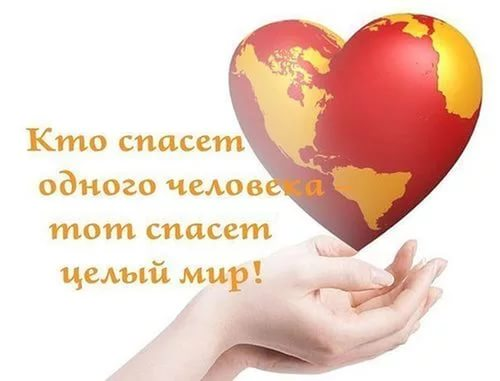 Кто спасет
одного человека –
тот спасет
целый мир!